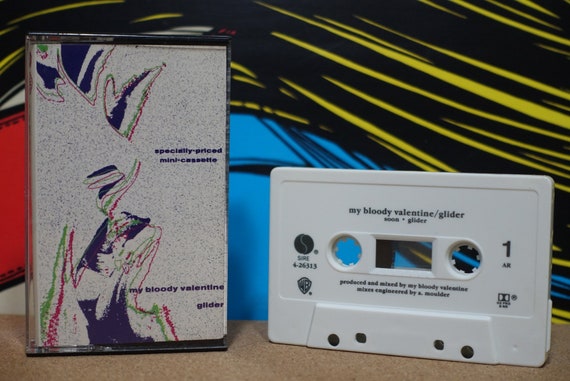 specially-priced
mini-cassette
my bloody valentine
glider
my bloody valentine/glider
soon • glider
SIRE
4-26313
1
AR
produced and mixed by my bloody valentine
mixes engineered by a. moulder